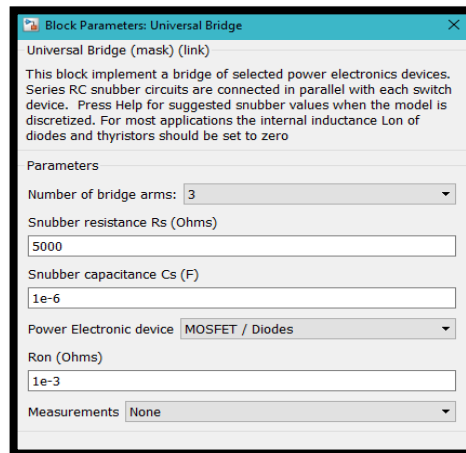 Block Parameters: Universal Bridge
Universal Bridge (mask) (link)
This block implement a bridge of selected power electronics devices.
Series RC snubber circuits are connected in parallel with each switch
device. Press Help for suggested snubber values when the model is
discretized. For most applications the internal inductance Lon of
diodes and thyristors should be set to zero
Parameters
Number of bridge arms: 3
Snubber resistance Rs (Ohms)
5000
Snubber capacitance Cs (F)
1e-6
Power Electronic device MOSFET / Diodes
Ron (Ohms)
1e-3
Measurements None